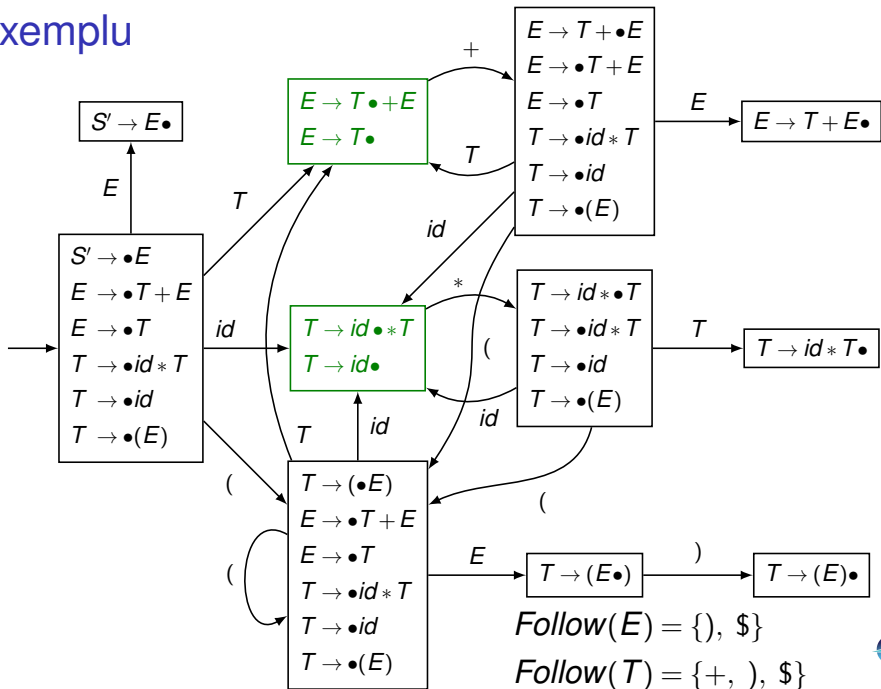 xemplu
S′ → E•
E
S′ → •E
E → •T + E
E → •T
T → •id * T
T → •id
T → •(E)
T
id
(
E → T • +E
E → T•
+
T
E → T + •E
E → •T + E
E → •T
T → •id * T
T → •id
T → •(E)
E
E → T + E•
id
(
T → id • *T
T → id•
*
id
T → id * •T
T → •id * T
T → •id
T → •(E)
T
T → id * T•
(
T
id
T → (•E)
E → •T + E
E → •T
T → •id * T
T → •id
T → •(E)
(
E
T → (E•)
)
T → (E)•
Follow(E) = {), $}
Follow(T) = {+, ), $}